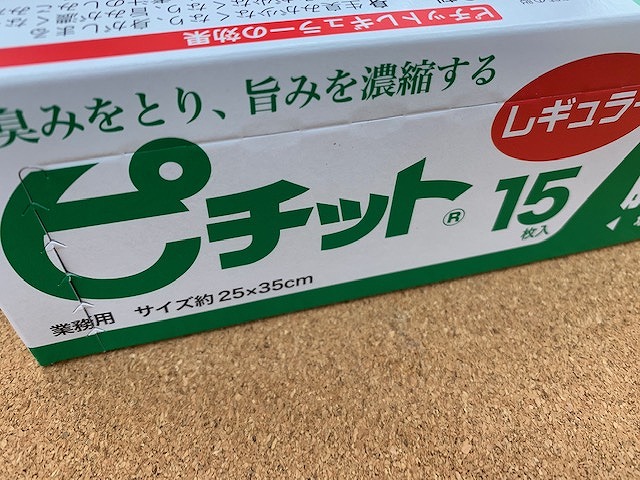 ピチットレギュラーの効果
臭みをとり、旨みを濃縮する
レギュラー
ピチット®
15
枚入
業務用 サイズ約25×35cm